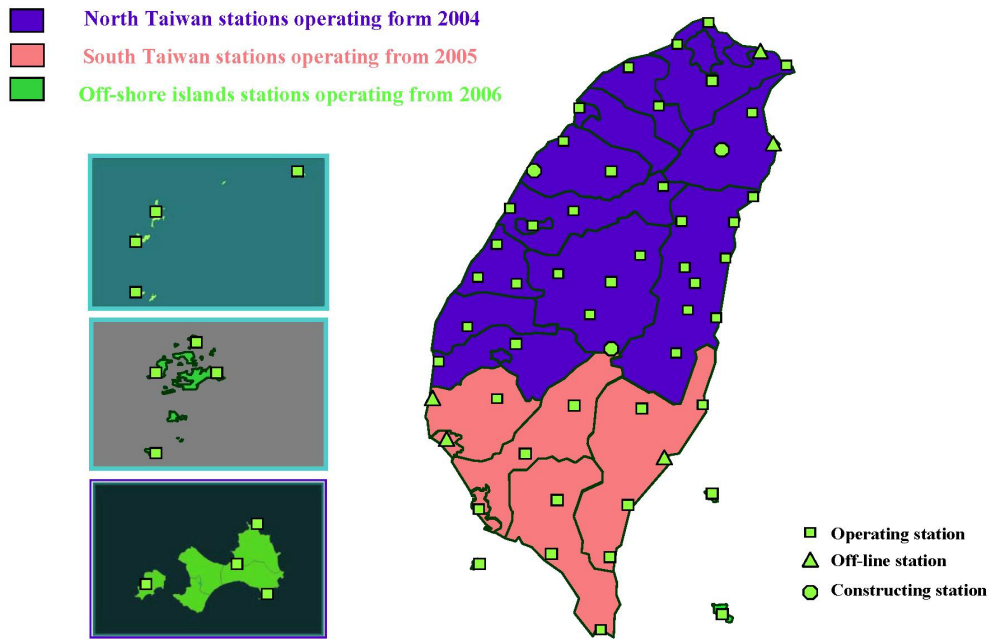 North Taiwan stations operating form 2004
South Taiwan stations operating from 2005
Off-shore islands stations operating from 2006
Operating station
Off-line station
Constructing station